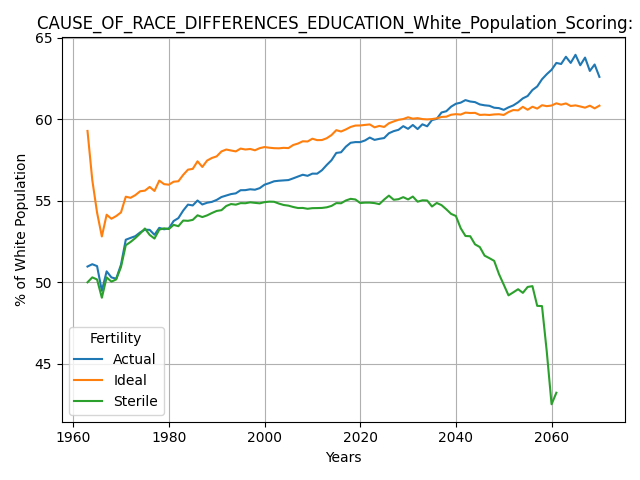 CAUSE_OF_RACE_DIFFERENCES_EDUCATION_White_Population_Scoring:
65
60
55
50
45
% of White Population
Fertility
Actual
Ideal
Sterile
1960
1980
2000
2020
2040
2060
Years